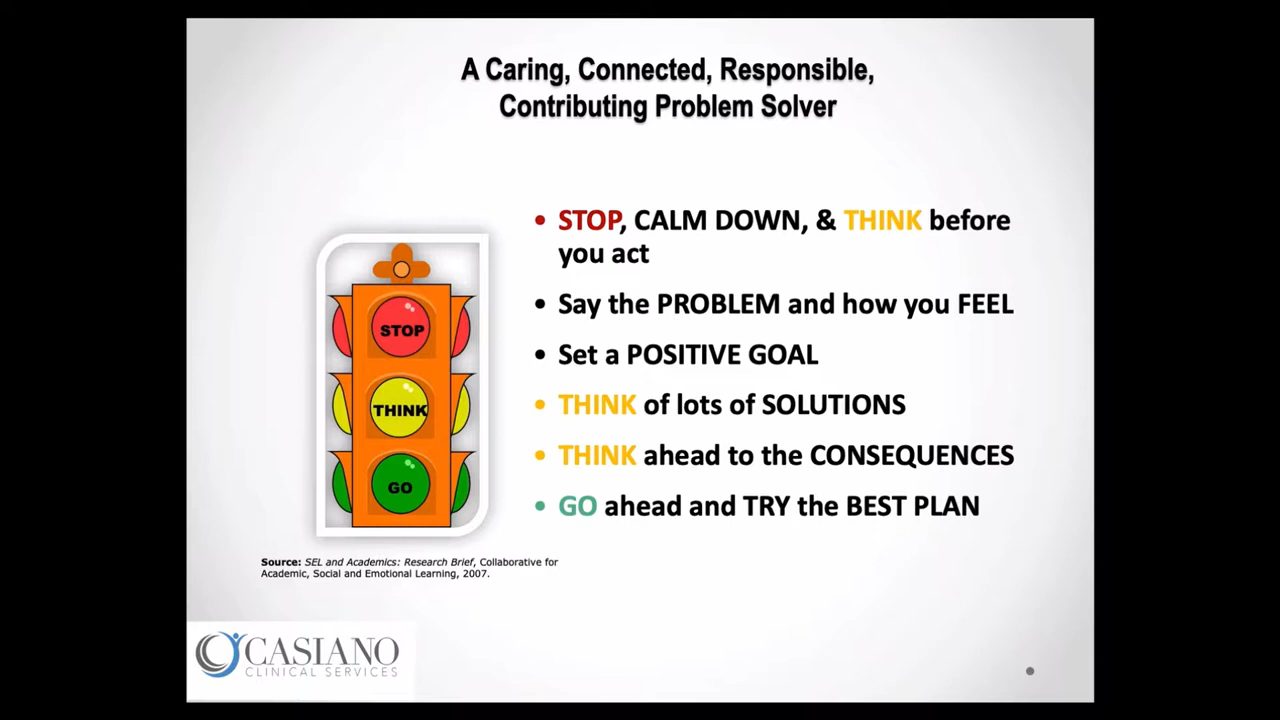 A Caring, Connected, Responsible,
Contributing Problem Solver
• STOP, CALM DOWN, & THINK before
you act
• Say the PROBLEM and how you FEEL
• Set a POSITIVE GOAL
• THINK of lots of SOLUTIONS
• THINK ahead to the CONSEQUENCES
• GO ahead and TRY the BEST PLAN
STOP
THINK
GO
Source: SEL and Academics: Research Brief, Collaborative for
Academic, Social and Emotional Learning, 2007.
CASIANO
CLINICAL SERVICES